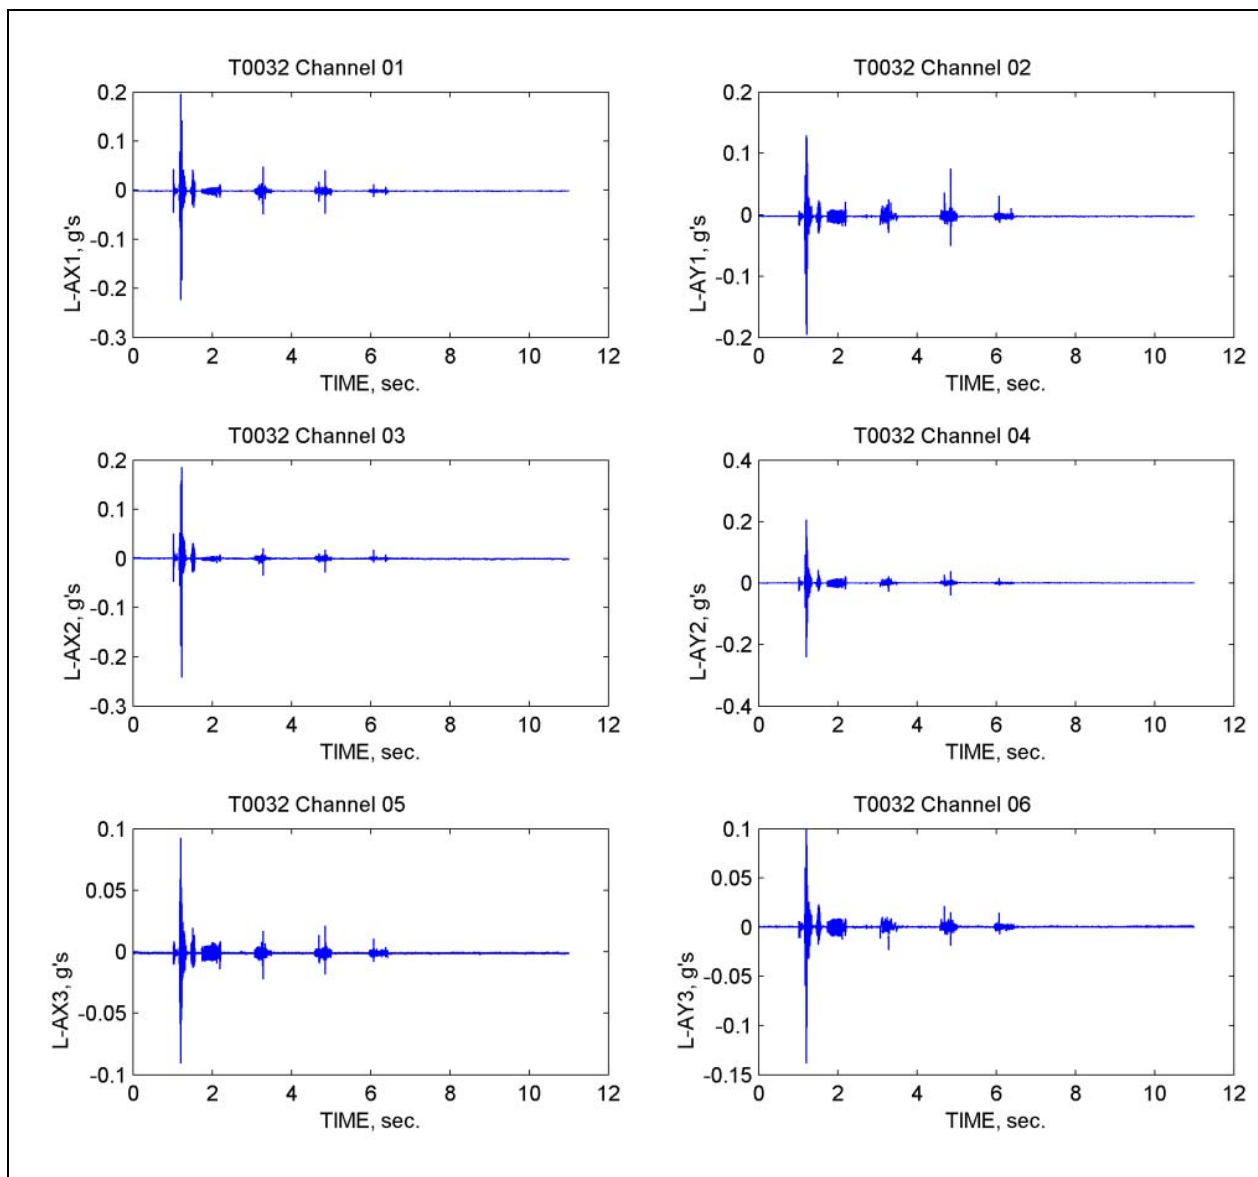 T0032 Channel 01
0.2
0.1
0
-0.1
-0.2
-0.3
L-AX1, g's
0 2 4 6 8 10 12
TIME, sec.
T0032 Channel 02
0.2
0.1
0
-0.1
-0.2
L-AY1, g's
0 2 4 6 8 10 12
TIME, sec.
T0032 Channel 03
0.2
0.1
0
-0.1
-0.2
-0.3
L-AX2, g's
0 2 4 6 8 10 12
TIME, sec.
T0032 Channel 04
0.4
0.2
0
-0.2
-0.4
L-AY2, g's
0 2 4 6 8 10 12
TIME, sec.
T0032 Channel 05
0.1
0.05
0
-0.05
-0.1
L-AX3, g's
0 2 4 6 8 10 12
TIME, sec.
T0032 Channel 06
0.1
0.05
0
-0.05
-0.1
-0.15
L-AY3, g's
0 2 4 6 8 10 12
TIME, sec.